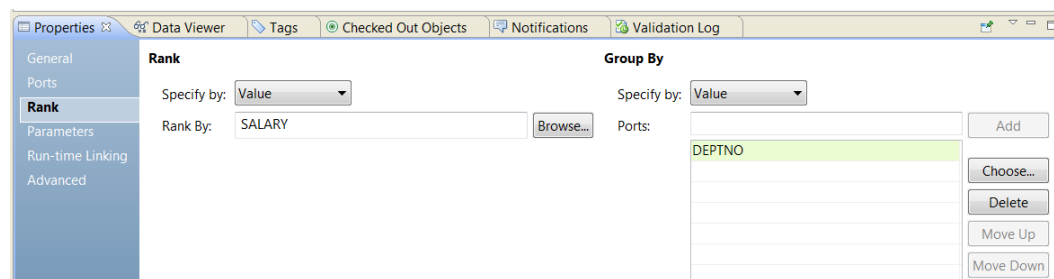 Properties Data Viewer Tags Checked Out Objects Notifications Validation Log
General
Ports
Rank
Parameters
Run-time Linking
Advanced
Rank
Specify by: Value
Rank By: SALARY Browse...
Group By
Specify by: Value
Ports: Add
DEPTNO
Choose...
Delete
Move Up
Move Down